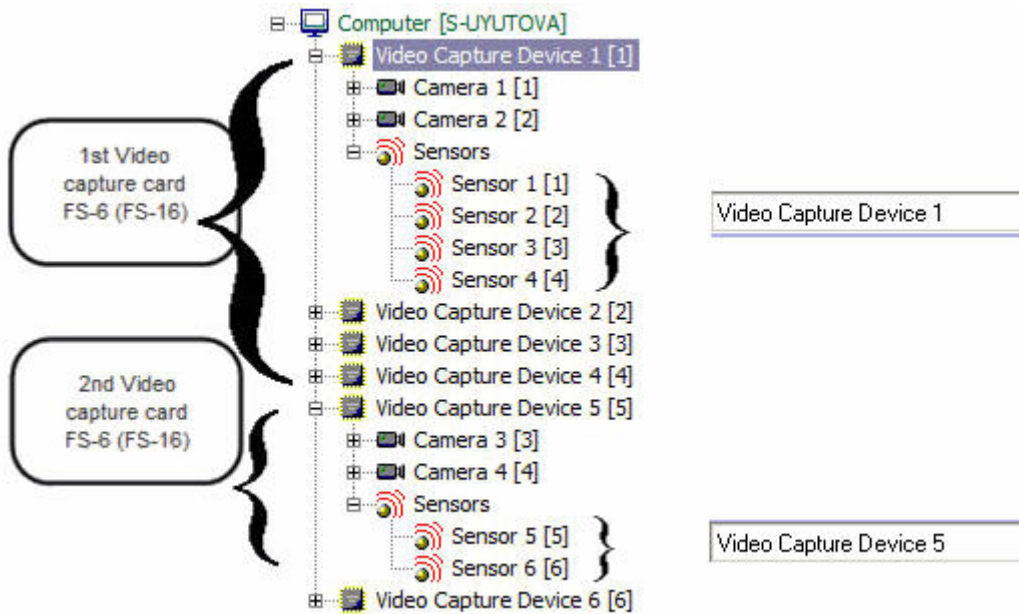 Computer [S-UYUTOVA]
Video Capture Device 1 [1]
Camera 1 [1]
Camera 2 [2]
Sensors
1st Video
capture card
FS-6 (FS-16)
Sensor 1 [1]
Sensor 2 [2]
Sensor 3 [3]
Sensor 4 [4]
Video Capture Device 1
Video Capture Device 2 [2]
Video Capture Device 3 [3]
Video Capture Device 4 [4]
2nd Video
capture card
FS-6 (FS-16)
Video Capture Device 5 [5]
Camera 3 [3]
Camera 4 [4]
Sensors
Sensor 5 [5]
Sensor 6 [6]
Video Capture Device 5
Video Capture Device 6 [6]